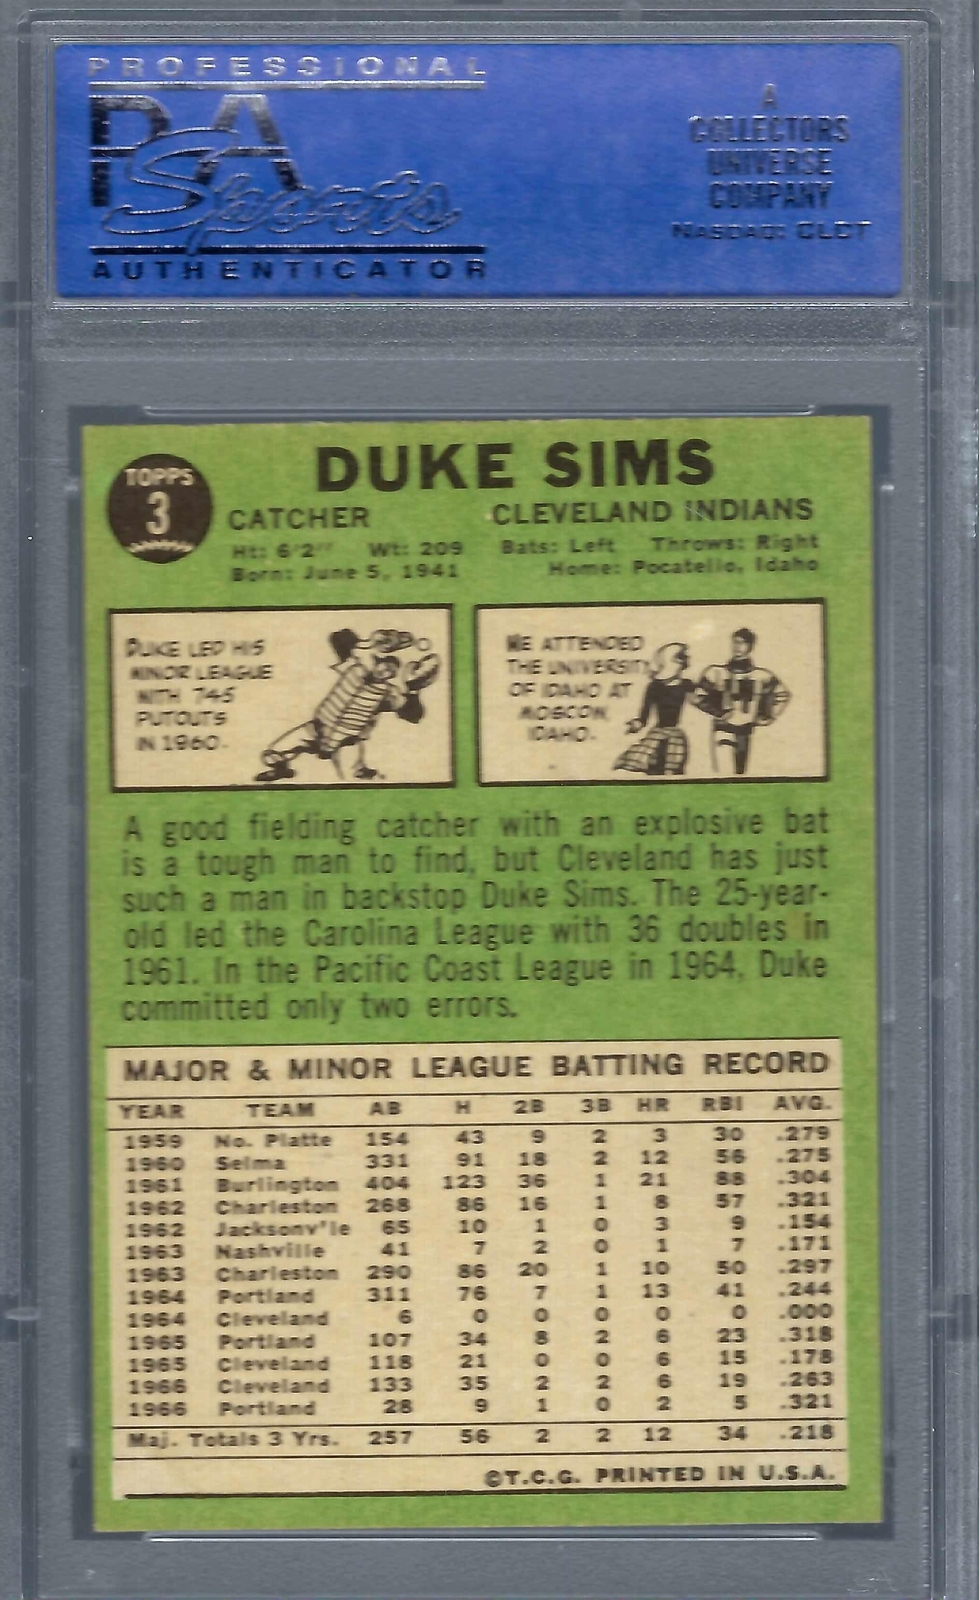 PROFESSIONAL
PSA
Sports
AUTHENTICATOR
A
COLLECTORS
UNIVERSE
COMPANY
NASDAQ: CLCT
TOPPS
3
DUKE SIMS
CATCHER CLEVELAND INDIANS
Ht: 6'2" Wt: 209 Bats: Left Throws: Right
Born: June 5, 1941 Home: Pocatello, Idaho
DUKE LED HIS
MINOR LEAGUE
WITH 745
PUTOUTS
IN 1960.
HE ATTENDED
THE UNIVERSITY
OF IDAHO AT
MOSCOW,
IDAHO.
A good fielding catcher with an explosive bat
is a tough man to find, but Cleveland has just
such a man in backstop Duke Sims. The 25-year-
old led the Carolina League with 36 doubles in
1961. In the Pacific Coast League in 1964, Duke
committed only two errors.
MAJOR & MINOR LEAGUE BATTING RECORD
YEAR TEAM AB H 2B 3B HR RBI AVG.
1959 No. Platte 154 43 9 2 3 30 .279
1960 Selma 331 91 18 2 12 56 .275
1961 Burlington 404 123 36 1 21 88 .304
1962 Charleston 268 86 16 1 8 57 .321
1962 Jacksonv'le 65 10 1 0 3 9 .154
1963 Nashville 41 7 2 0 1 7 .171
1963 Charleston 290 86 20 1 10 50 .297
1964 Portland 311 76 7 1 13 41 .244
1964 Cleveland 6 0 0 0 0 0 .000
1965 Portland 107 34 8 2 6 23 .318
1965 Cleveland 118 21 0 0 6 15 .178
1966 Cleveland 133 35 2 2 6 19 .263
1966 Portland 28 9 1 0 2 5 .321
Maj. Totals 3 Yrs. 257 56 2 2 12 34 .218
©T.C.G. PRINTED IN U.S.A.